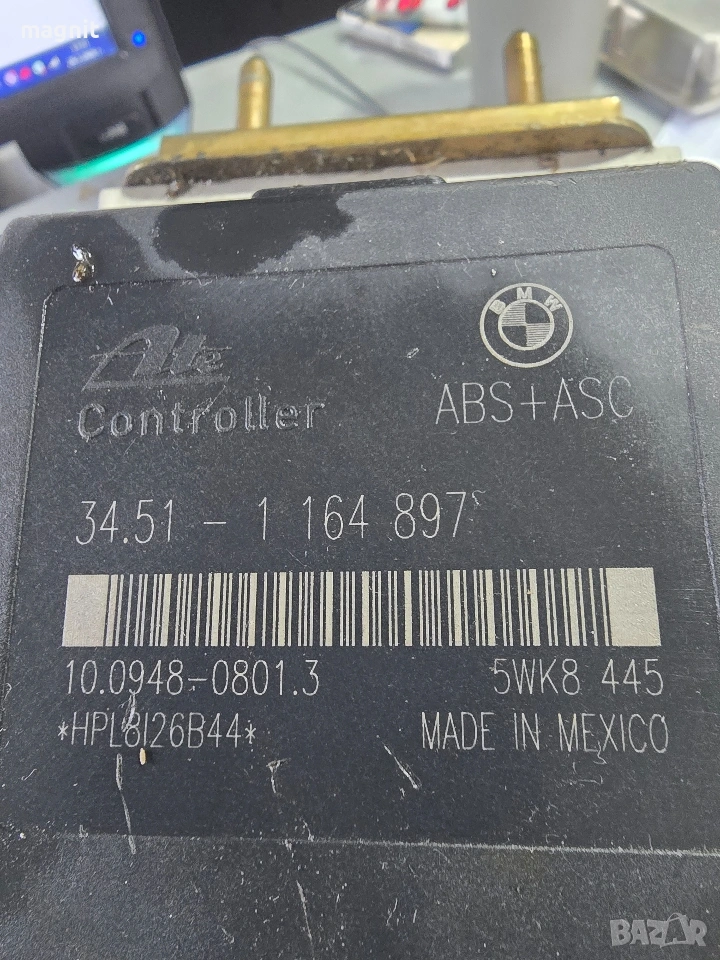 magnit
BMW
Ate
Controller
ABS+ASC
34.51 - 1 164 897
10.0948-0801.3
5WK8 445
*HPL8I26B44*
MADE IN MEXICO
BAZAR